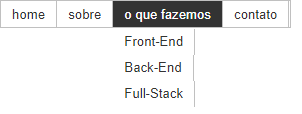 home sobre o que fazemos contato
Front-End
Back-End
Full-Stack